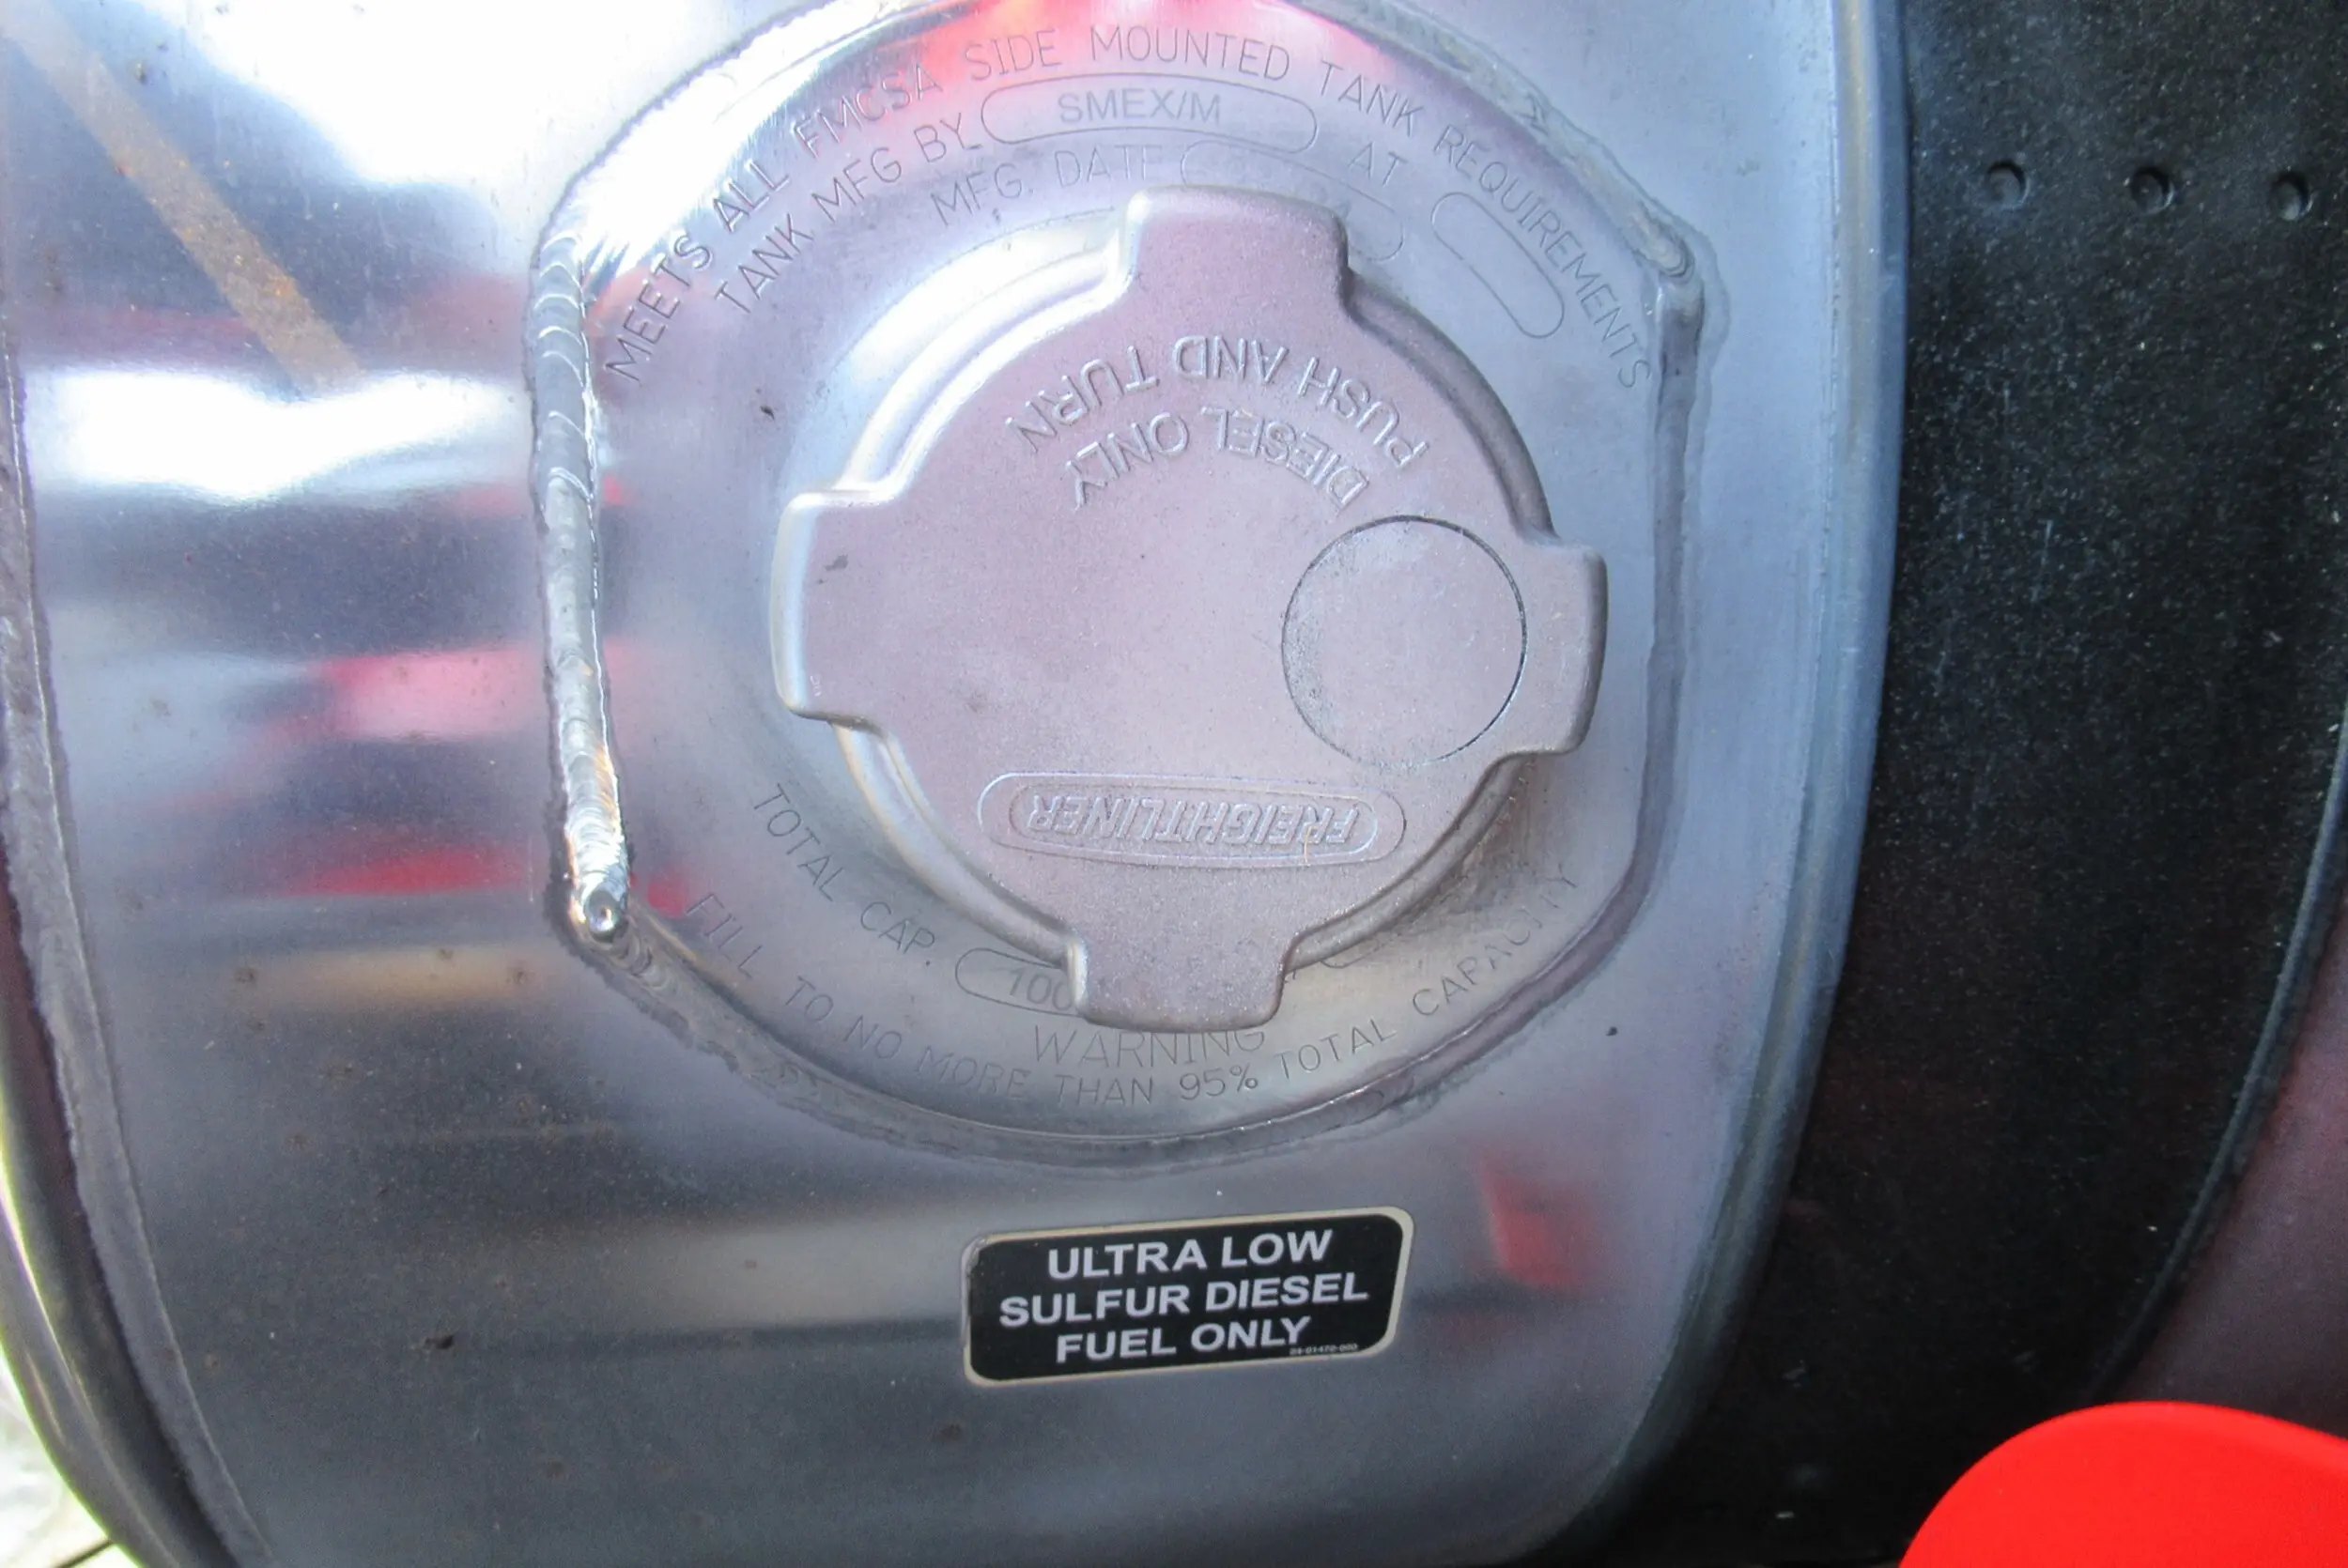 MEETS ALL FMCSA SIDE MOUNTED TANK REQUIREMENTS
TANK MFG BY SMEX/M AT
MFG. DATE
PUSH AND TURN
DIESEL ONLY
FREIGHTLINER
TOTAL CAP. 100
WARNING
FILL TO NO MORE THAN 95% TOTAL CAPACITY
ULTRA LOW
SULFUR DIESEL
FUEL ONLY